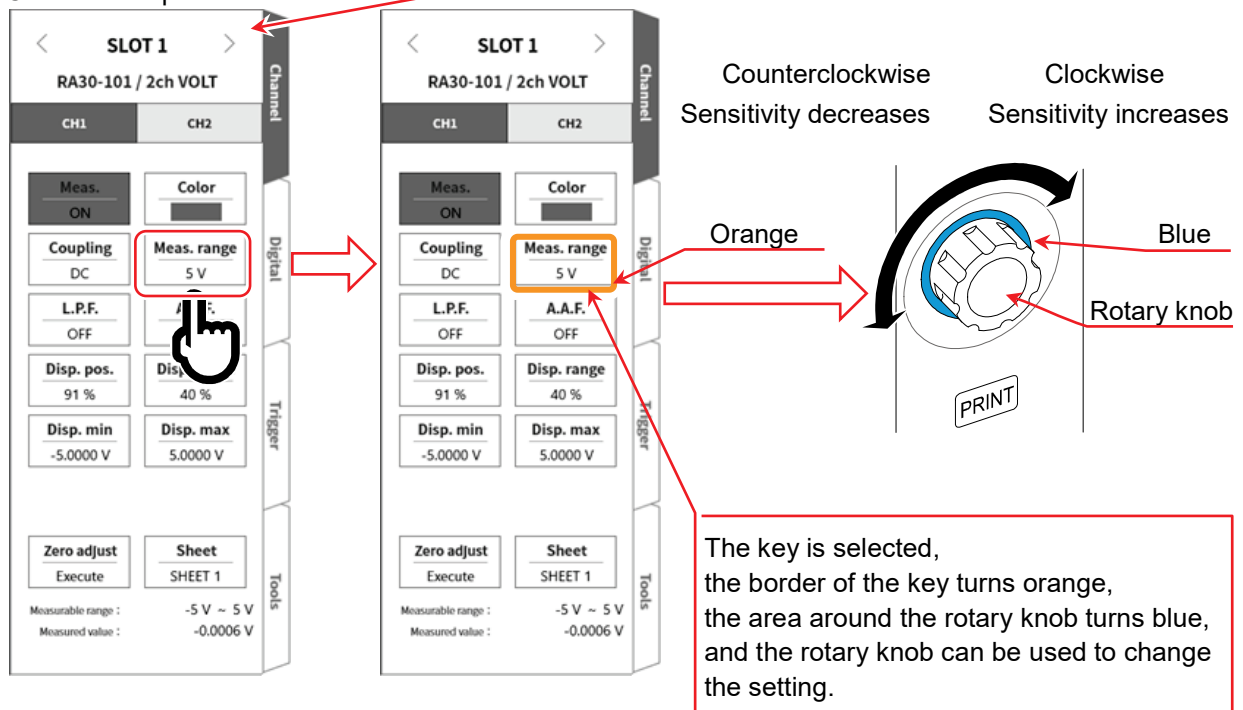 SLOT 1
RA30-101 / 2ch VOLT
CH1
CH2
Meas.
ON
Color
Coupling
DC
Meas. range
5 V
L.P.F.
OFF
Disp. pos.
91 %
40 %
Disp. min
-5.0000 V
Disp. max
5.0000 V
Zero adjust
Execute
Sheet
SHEET 1
Measurable range : -5 V ~ 5 V
Measured value : -0.0006 V
Channel
Digital
Trigger
Tools
SLOT 1
RA30-101 / 2ch VOLT
CH1
CH2
Meas.
ON
Color
Coupling
DC
Meas. range
5 V
L.P.F.
OFF
A.A.F.
OFF
Disp. pos.
91 %
Disp. range
40 %
Disp. min
-5.0000 V
Disp. max
5.0000 V
Zero adjust
Execute
Sheet
SHEET 1
Measurable range : -5 V ~ 5 V
Measured value : -0.0006 V
Channel
Digital
Trigger
Tools
Orange
Counterclockwise
Sensitivity decreases
Clockwise
Sensitivity increases
Blue
Rotary knob
PRINT
The key is selected,
the border of the key turns orange,
the area around the rotary knob turns blue,
and the rotary knob can be used to change
the setting.